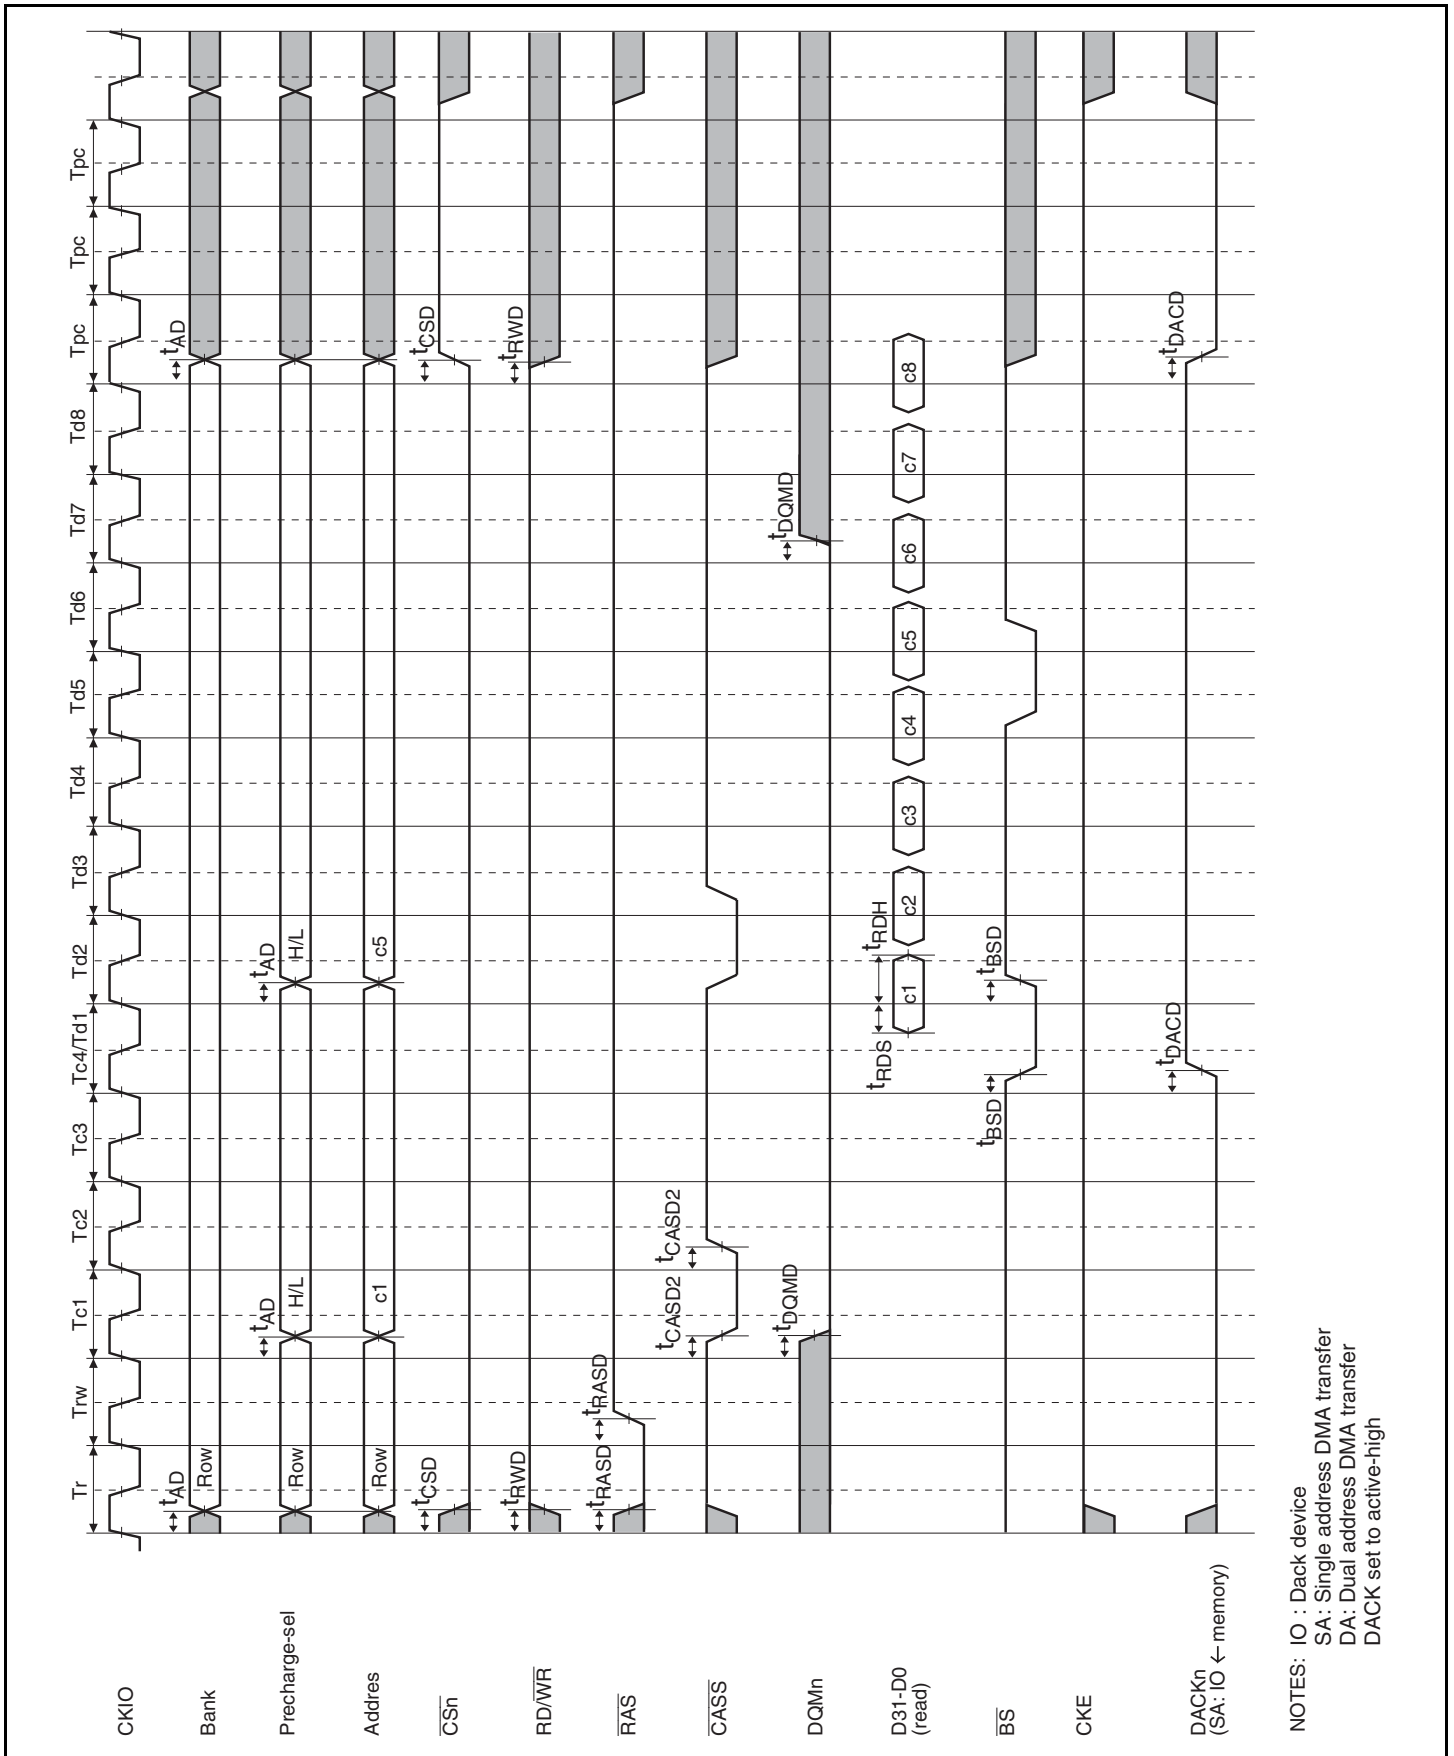 Tr
Trw
Tc1
Tc2
Tc3
Tc4/Td1
Td2
Td3
Td4
Td5
Td6
Td7
Td8
Tpc
Tpc
Tpc
CKIO
Bank
tAD
Row
tAD
Precharge-sel
Row
tAD
H/L
tAD
H/L
Addres
Row
c1
c5
CSn
tCSD
tCSD
RD/WR
tRWD
tRWD
RAS
tRASD
tRASD
CASS
tCASD2
tCASD2
DQMn
tDQMD
tDQMD
D31-D0
(read)
tRDS
tRDH
c1
c2
c3
c4
c5
c6
c7
c8
BS
tBSD
tBSD
CKE
DACKn
(SA: IO ← memory)
tDACD
tDACD
NOTES: IO : Dack device
SA: Single address DMA transfer
DA: Dual address DMA transfer
DACK set to active-high